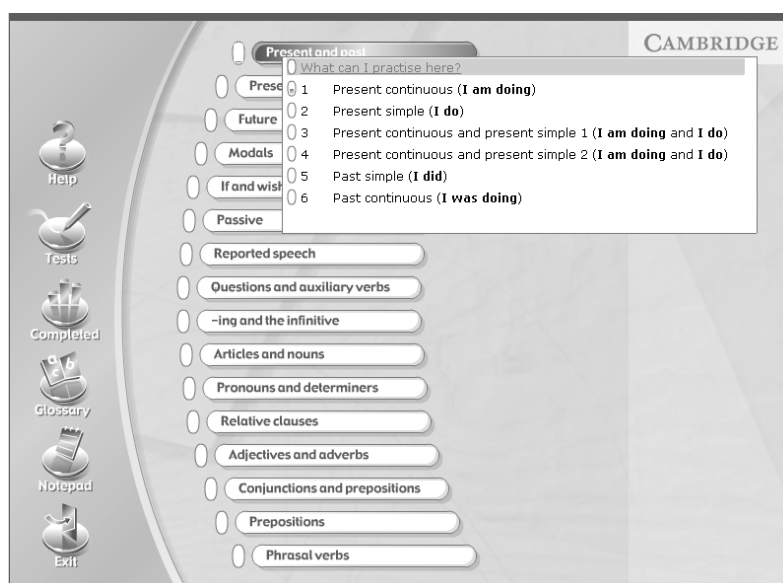 CAMBRIDGE
Present and past
What can I practise here?
1 Present continuous (I am doing)
2 Present simple (I do)
3 Present continuous and present simple 1 (I am doing and I do)
4 Present continuous and present simple 2 (I am doing and I do)
5 Past simple (I did)
6 Past continuous (I was doing)
Prese
Future
Modals
If and wish
Passive
Reported speech
Questions and auxiliary verbs
-ing and the infinitive
Articles and nouns
Pronouns and determiners
Relative clauses
Adjectives and adverbs
Conjunctions and prepositions
Prepositions
Phrasal verbs
Help
Tests
Completed
a b c
Glossary
Notepad
Exit